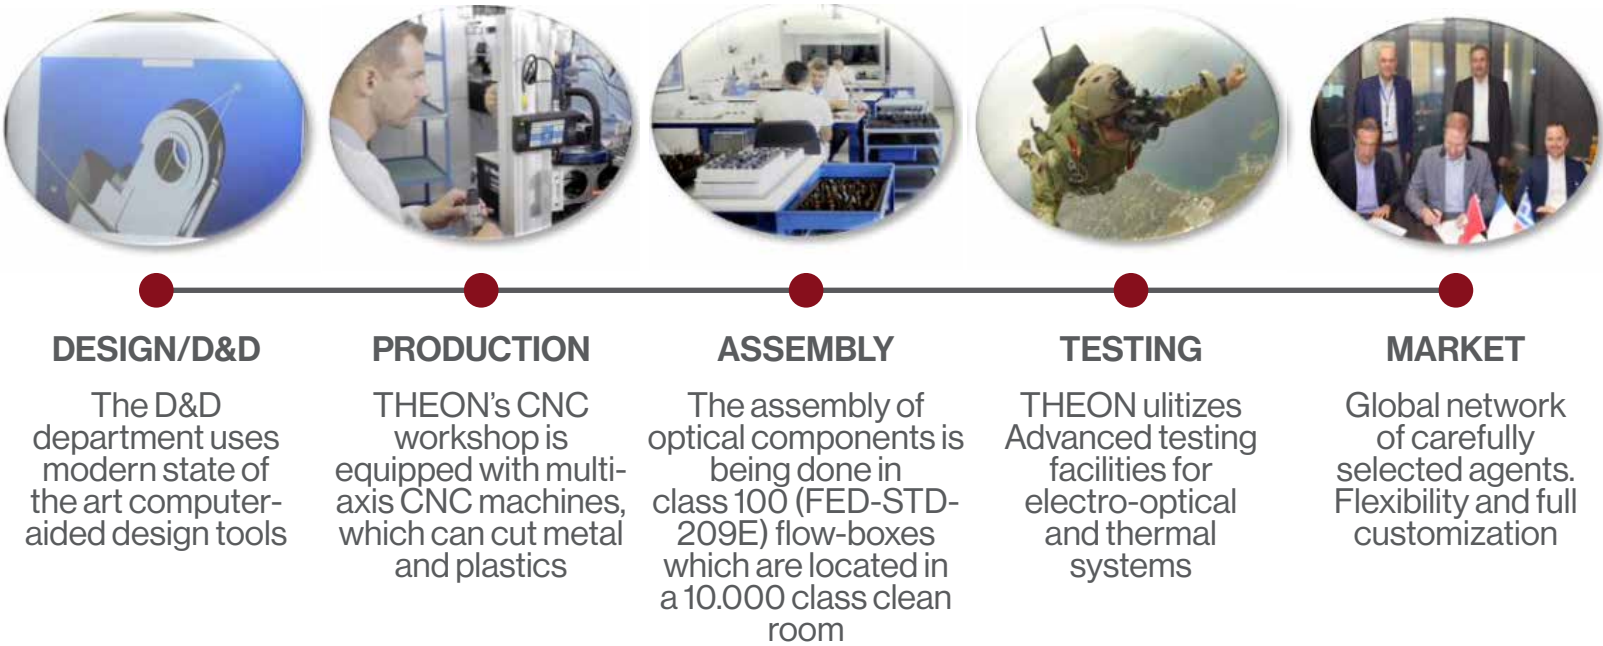 DESIGN/D&D
The D&D
department uses
modern state of
the art computer-
aided design tools
PRODUCTION
THEON’s CNC
workshop is
equipped with multi-
axis CNC machines,
which can cut metal
and plastics
ASSEMBLY
The assembly of
optical components is
being done in
class 100 (FED-STD-
209E) flow-boxes
which are located in
a 10.000 class clean
room
TESTING
THEON ulitizes
Advanced testing
facilities for
electro-optical
and thermal
systems
MARKET
Global network
of carefully
selected agents.
Flexibility and full
customization